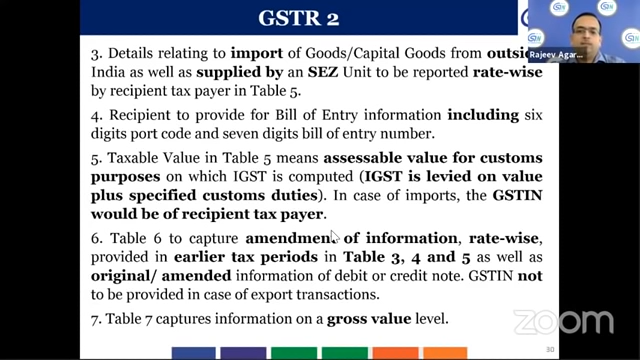 GSTR 2
GSTN
Rajeev Agar...
3. Details relating to import of Goods/Capital Goods from outside
India as well as supplied by an SEZ Unit to be reported rate-wise
by recipient tax payer in Table 5.
4. Recipient to provide for Bill of Entry information including six
digits port code and seven digits bill of entry number.
5. Taxable Value in Table 5 means assessable value for customs
purposes on which IGST is computed (IGST is levied on value
plus specified customs duties). In case of imports, the GSTIN
would be of recipient tax payer.
6. Table 6 to capture amendment of information, rate-wise,
provided in earlier tax periods in Table 3, 4 and 5 as well as
original/ amended information of debit or credit note. GSTIN not
to be provided in case of export transactions.
7. Table 7 captures information on a gross value level.
zoom
30